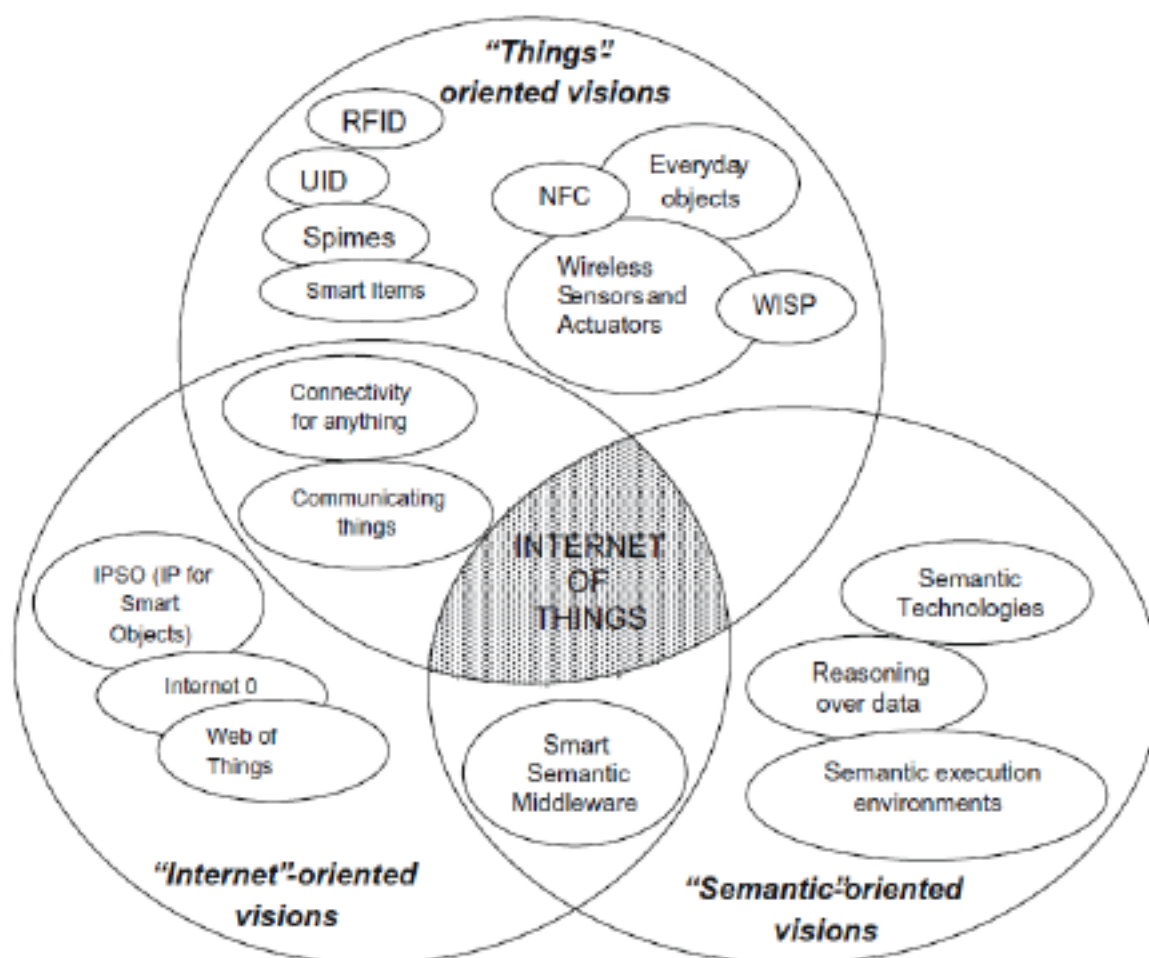 “Things”-
oriented visions
RFID
UID
Spimes
Smart Items
NFC
Everyday
objects
Wireless
Sensors and
Actuators
WISP
Connectivity
for anything
Communicating
things
INTERNET
OF
THINGS
IPSO (IP for
Smart
Objects)
Internet 0
Web of
Things
Smart
Semantic
Middleware
Semantic
Technologies
Reasoning
over data
Semantic execution
environments
“Internet”-oriented
visions
“Semantic”-oriented
visions